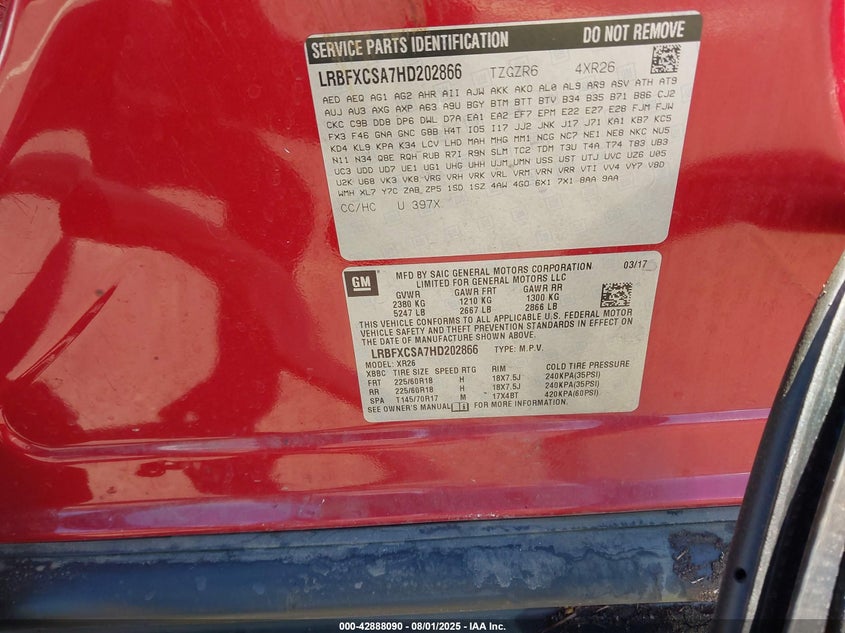 SERVICE PARTS IDENTIFICATION DO NOT REMOVE
LRBFXCSA7HD202866 TZGZR6 4XR26
AED AEQ AG1 AG2 AHR AII AJW AKK AKO AL0 AL9 AR9 ASV ATH AT9
AUJ AU3 AXG AXP A63 A9U BGY BTM BTT BTV B34 B35 B71 B86 CJ2
CKC C9B DDB DP6 DWL D7A EA1 EA2 EF7 EPM E22 E27 E28 FJM FJW
FX3 F46 GNA GNC GBB H4T IO5 I17 JJ2 JNK J17 J71 KA1 KB7 KC5
KD4 KL9 KPA K34 LCV LHD MAH MHG MM1 NCG NC7 NE1 NE8 NKC NU5
N11 N34 QBE RQH RUB R7I R9N SLM TC2 TDM T3U T4A T74 T83 UB3
UC3 UDD UD7 UE1 UG1 UHG UHH UJM UMN USS UST UTJ UVC UZ6 U05
U2K U68 VK3 VK8 VRG VRH VRK VRL VRM VRN VRR VTI VV4 VY7 V8D
WMH XL7 Y7C ZAB ZP5 1SD 1SZ 4AW 4G0 6X1 7X1 8AA 9AA
CC/HC U 397X
GM
MFD BY SAIC GENERAL MOTORS CORPORATION 03/17
LIMITED FOR GENERAL MOTORS LLC
GVWR GAWR FRT GAWR RR
2380 KG 1210 KG 1300 KG
5247 LB 2667 LB 2866 LB
THIS VEHICLE CONFORMS TO ALL APPLICABLE U.S. FEDERAL MOTOR
VEHICLE SAFETY AND THEFT PREVENTION STANDARDS IN EFFECT ON
THE DATE OF MANUFACTURE SHOWN ABOVE.
LRBFXCSA7HD202866 TYPE: M.P.V.
MODEL: XR26
XBBC TIRE SIZE SPEED RTG RIM COLD TIRE PRESSURE
FRT 225/60R18 H 18X7.5J 240KPA(35PSI)
RR 225/60R18 H 18X7.5J 240KPA(35PSI)
SPA T145/70R17 M 17X4BT 420KPA(60PSI)
SEE OWNER'S MANUAL FOR MORE INFORMATION.
000-42888090 - 08/01/2025 - IAA Inc.